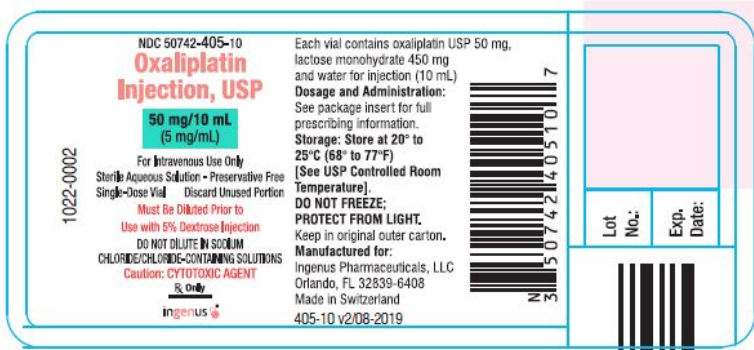 NDC 50742-405-10
Oxaliplatin
Injection, USP
50 mg/10 mL
(5 mg/mL)
For Intravenous Use Only
Sterile Aqueous Solution - Preservative Free
Single-Dose Vial Discard Unused Portion
Must Be Diluted Prior to
Use with 5% Dextrose Injection
DO NOT DILUTE IN SODIUM
CHLORIDE/CHLORIDE-CONTAINING SOLUTIONS
Caution: CYTOTOXIC AGENT
℞ Only
ingenus
1022-0002
Each vial contains oxaliplatin USP 50 mg,
lactose monohydrate 450 mg
and water for injection (10 mL)
Dosage and Administration:
See package insert for full
prescribing information.
Storage: Store at 20° to
25°C (68° to 77°F)
[See USP Controlled Room
Temperature].
DO NOT FREEZE;
PROTECT FROM LIGHT.
Keep in original outer carton.
Manufactured for:
Ingenus Pharmaceuticals, LLC
Orlando, FL 32839-6408
Made in Switzerland
405-10 v2/08-2019
N
3 50742 40510 7
Lot
No.:
Exp.
Date: